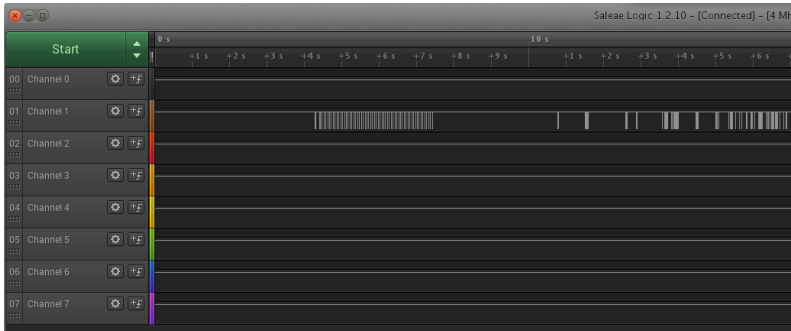 Saleae Logic 1.2.10 - [Connected] - [4 Mh
Start
0 s
10 s
+1 s +2 s +3 s +4 s +5 s +6 s +7 s +8 s +9 s
+1 s +2 s +3 s +4 s +5 s +6 s
00 Channel 0
01 Channel 1
02 Channel 2
03 Channel 3
04 Channel 4
05 Channel 5
06 Channel 6
07 Channel 7